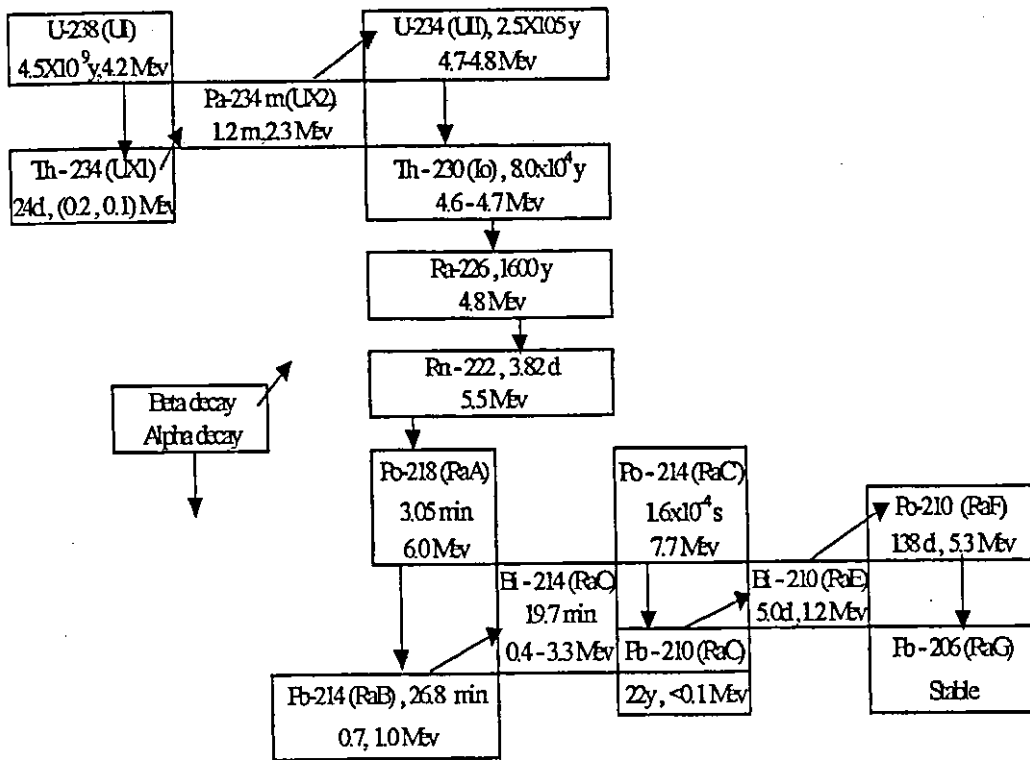 U-238 (UI)
4.5X10⁹y,4.2 Mev
U-234 (UII), 2.5X105 y
4.7-4.8 Mev
Pa-234 m (UX2)
1.2 m, 2.3 Mev
Th - 234 (UX1)
24d, (0.2 , 0.1) Mev
Th - 230 (Io) , 8.0x10⁴ y
4.6 - 4.7 Mev
Ra-226 , 1600 y
4.8 Mev
Rn - 222 , 3.82 d
5.5 Mev
Beta decay
Alpha decay
Po-218 (RaA)
3.05 min
6.0 Mev
Po - 214 (RaC')
1.6x10⁻⁴ s
7.7 Mev
Po-210 (RaF)
138 d, 5.3 Mev
Bi - 214 (RaC)
19.7 min
0.4 - 3.3 Mev
Bi - 210 (RaE)
5.0d, 1.2 Mev
Pb - 210 (RaC)
22y, <0.1 Mev
Pb - 206 (RaG)
Stable
Pb-214 (RaB) , 26.8 min
0.7, 1.0 Mev